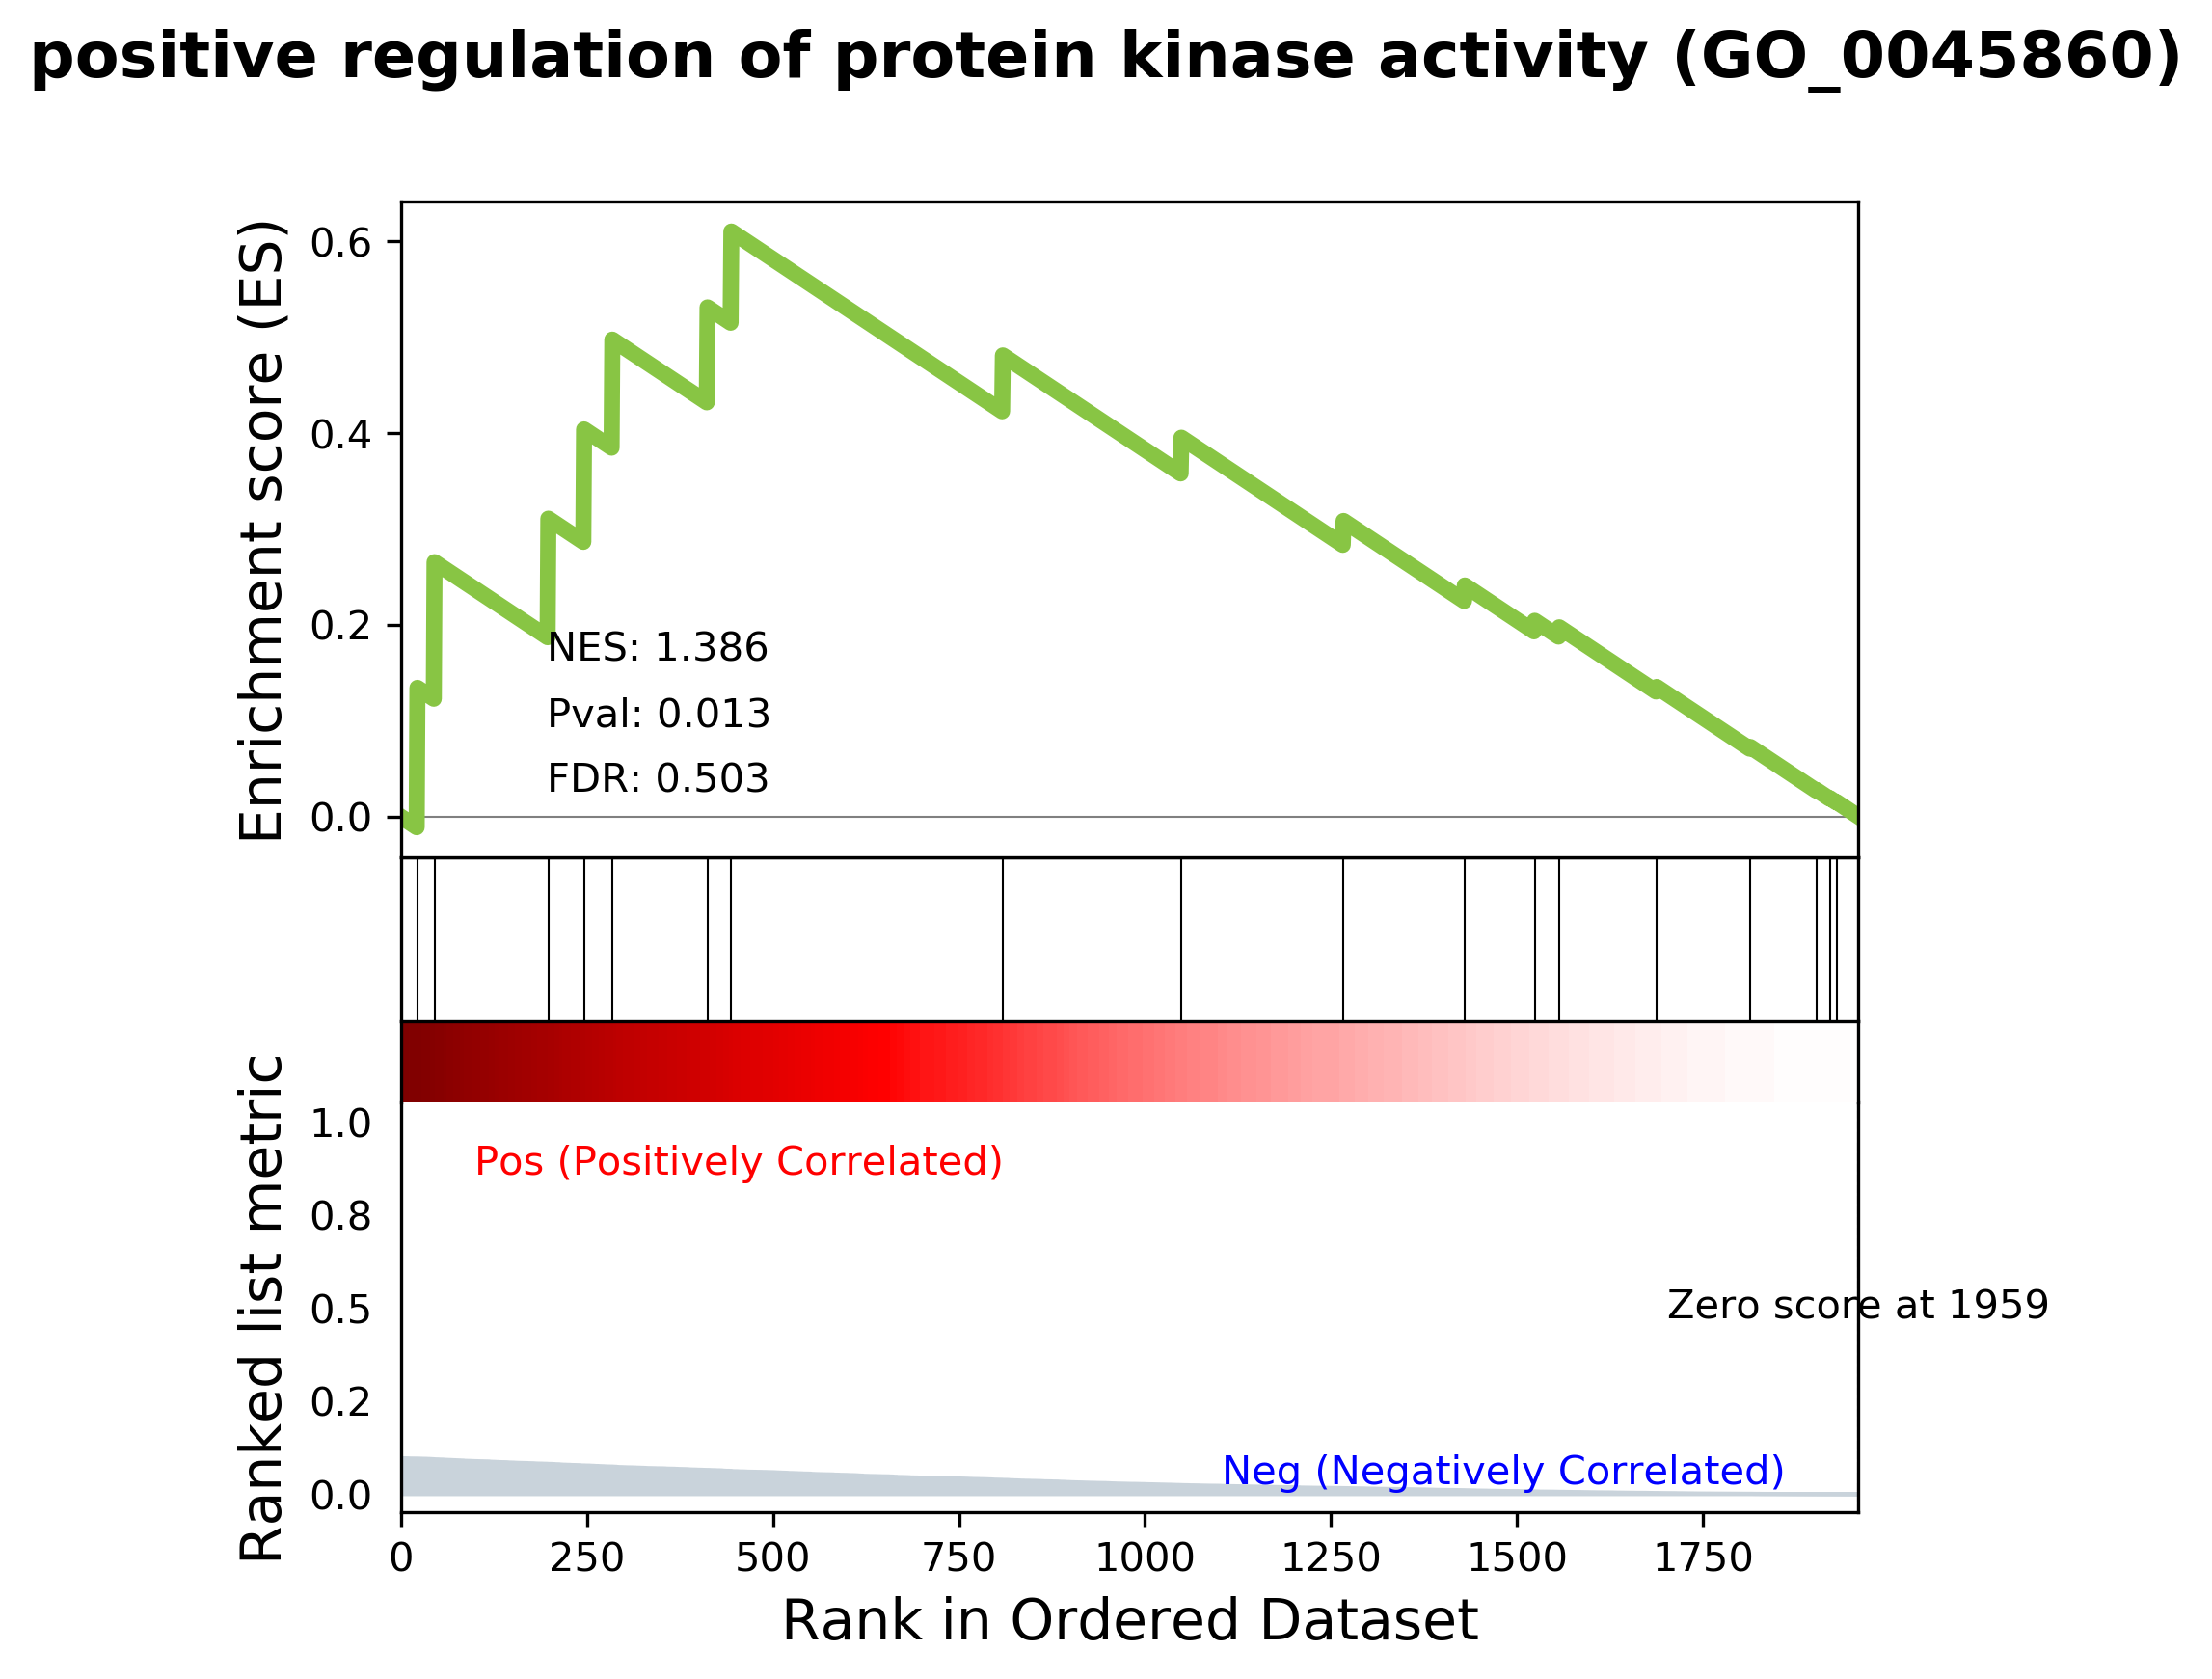 positive regulation of protein kinase activity (GO_0045860)
Enrichment score (ES)
0.6
0.4
0.2
0.0
NES: 1.386
Pval: 0.013
FDR: 0.503
Ranked list metric
1.0
0.8
0.5
0.2
0.0
Pos (Positively Correlated)
Zero score at 1959
Neg (Negatively Correlated)
0 250 500 750 1000 1250 1500 1750
Rank in Ordered Dataset